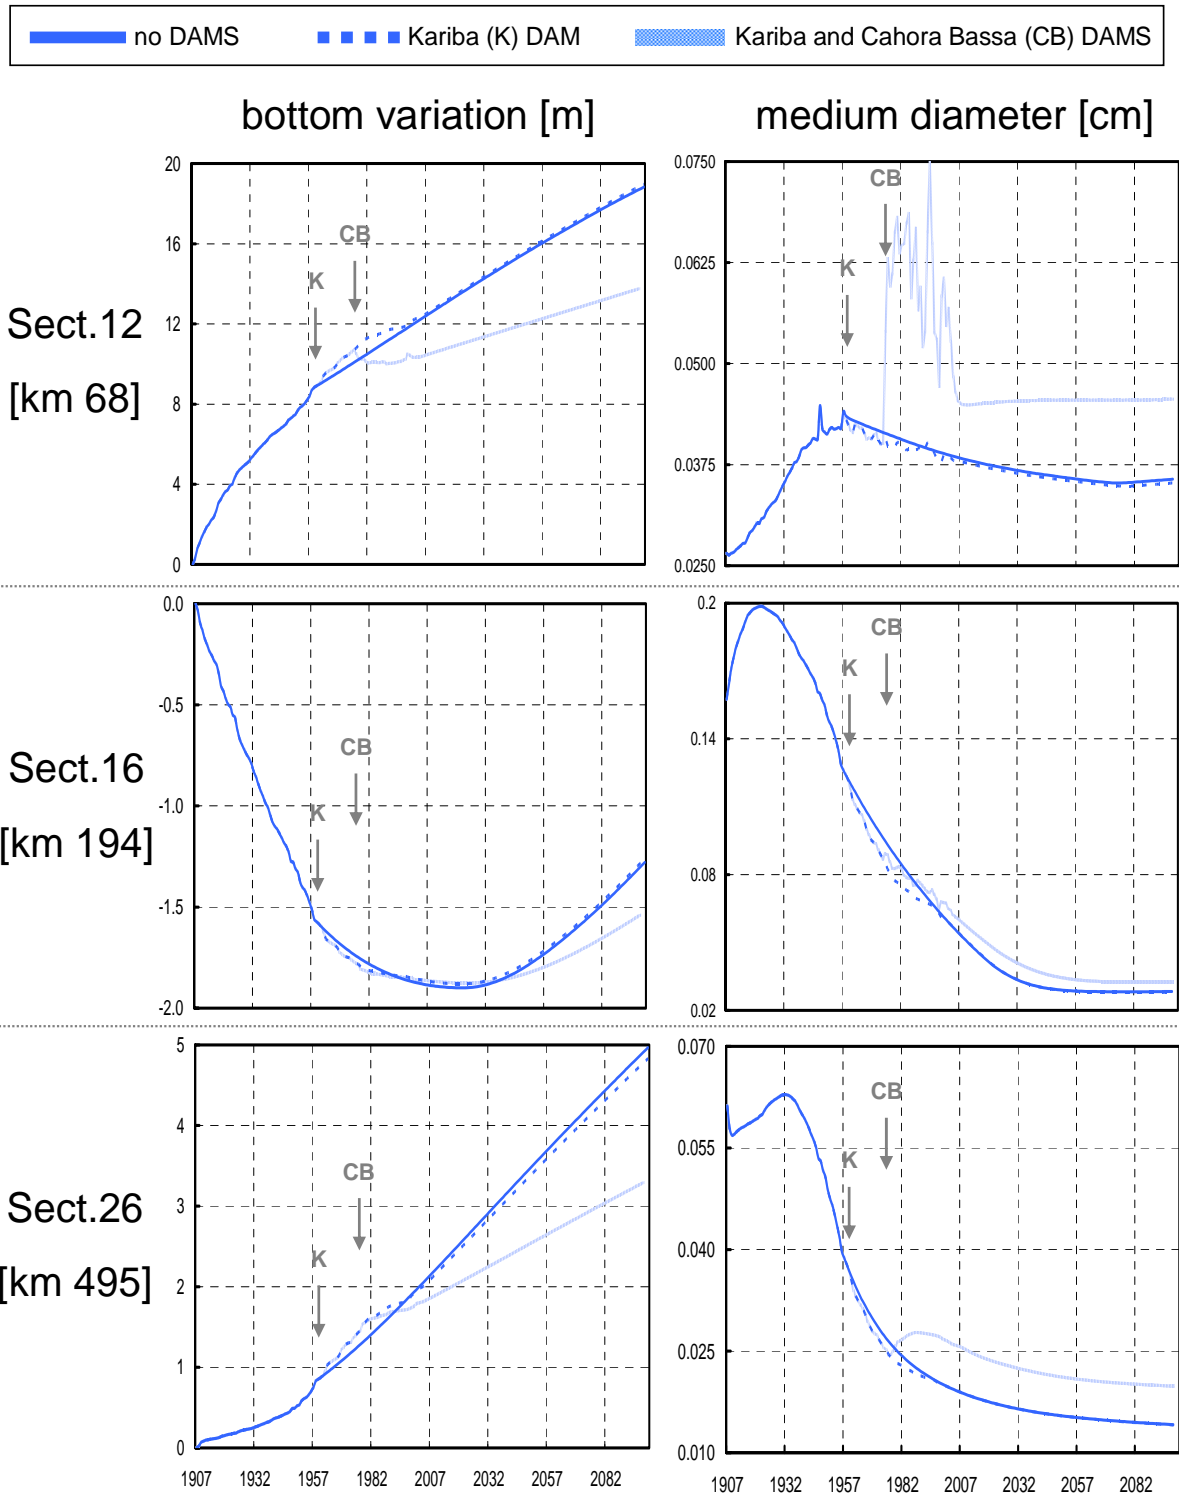 no DAMS Kariba (K) DAM Kariba and Cahora Bassa (CB) DAMS
bottom variation [m] medium diameter [cm]
Sect.12
[km 68]
20
16
12
8
4
0
K
CB
0.0750
0.0625
0.0500
0.0375
0.0250
K
CB
Sect.16
[km 194]
0.0
-0.5
-1.0
-1.5
-2.0
K
CB
0.2
0.14
0.08
0.02
K
CB
Sect.26
[km 495]
5
4
3
2
1
0
K
CB
1907 1932 1957 1982 2007 2032 2057 2082
0.070
0.055
0.040
0.025
0.010
K
CB
1907 1932 1957 1982 2007 2032 2057 2082